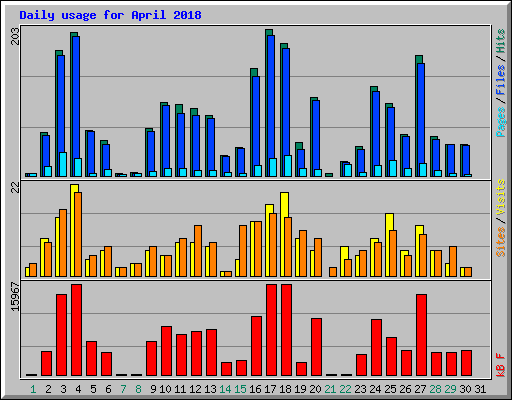 Daily usage for April 2018
203
Pages/Files/Hits
22
Sites/Visits
15967
kB F
1 2 3 4 5 6 7 8 9 10 11 12 13 14 15 16 17 18 19 20 21 22 23 24 25 26 27 28 29 30 31